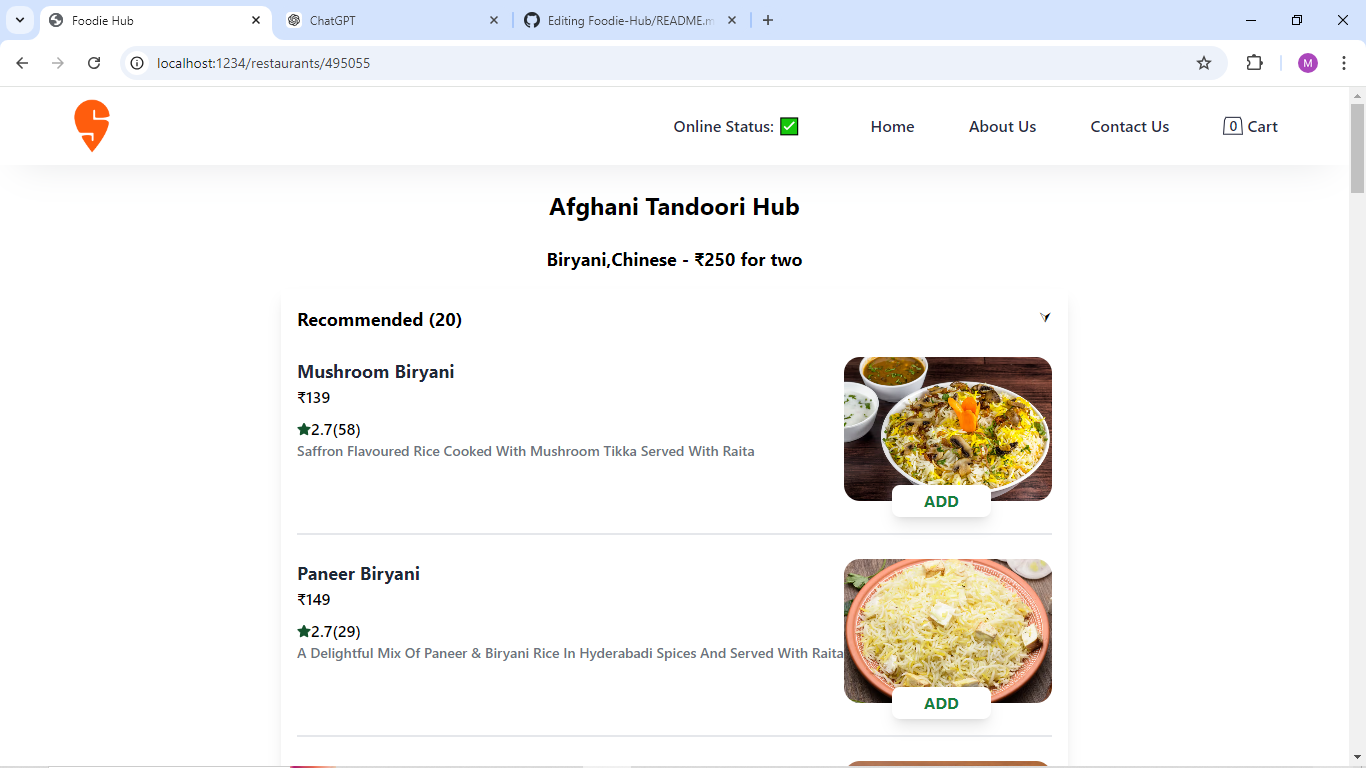 Foodie Hub
ChatGPT
Editing Foodie-Hub/README.m
localhost:1234/restaurants/495055
M
Online Status: ✅
Home
About Us
Contact Us
0 Cart
Afghani Tandoori Hub
Biryani,Chinese - ₹250 for two
Recommended (20)
Mushroom Biryani
₹139
2.7(58)
Saffron Flavoured Rice Cooked With Mushroom Tikka Served With Raita
ADD
Paneer Biryani
₹149
2.7(29)
A Delightful Mix Of Paneer & Biryani Rice In Hyderabadi Spices And Served With Raita
ADD